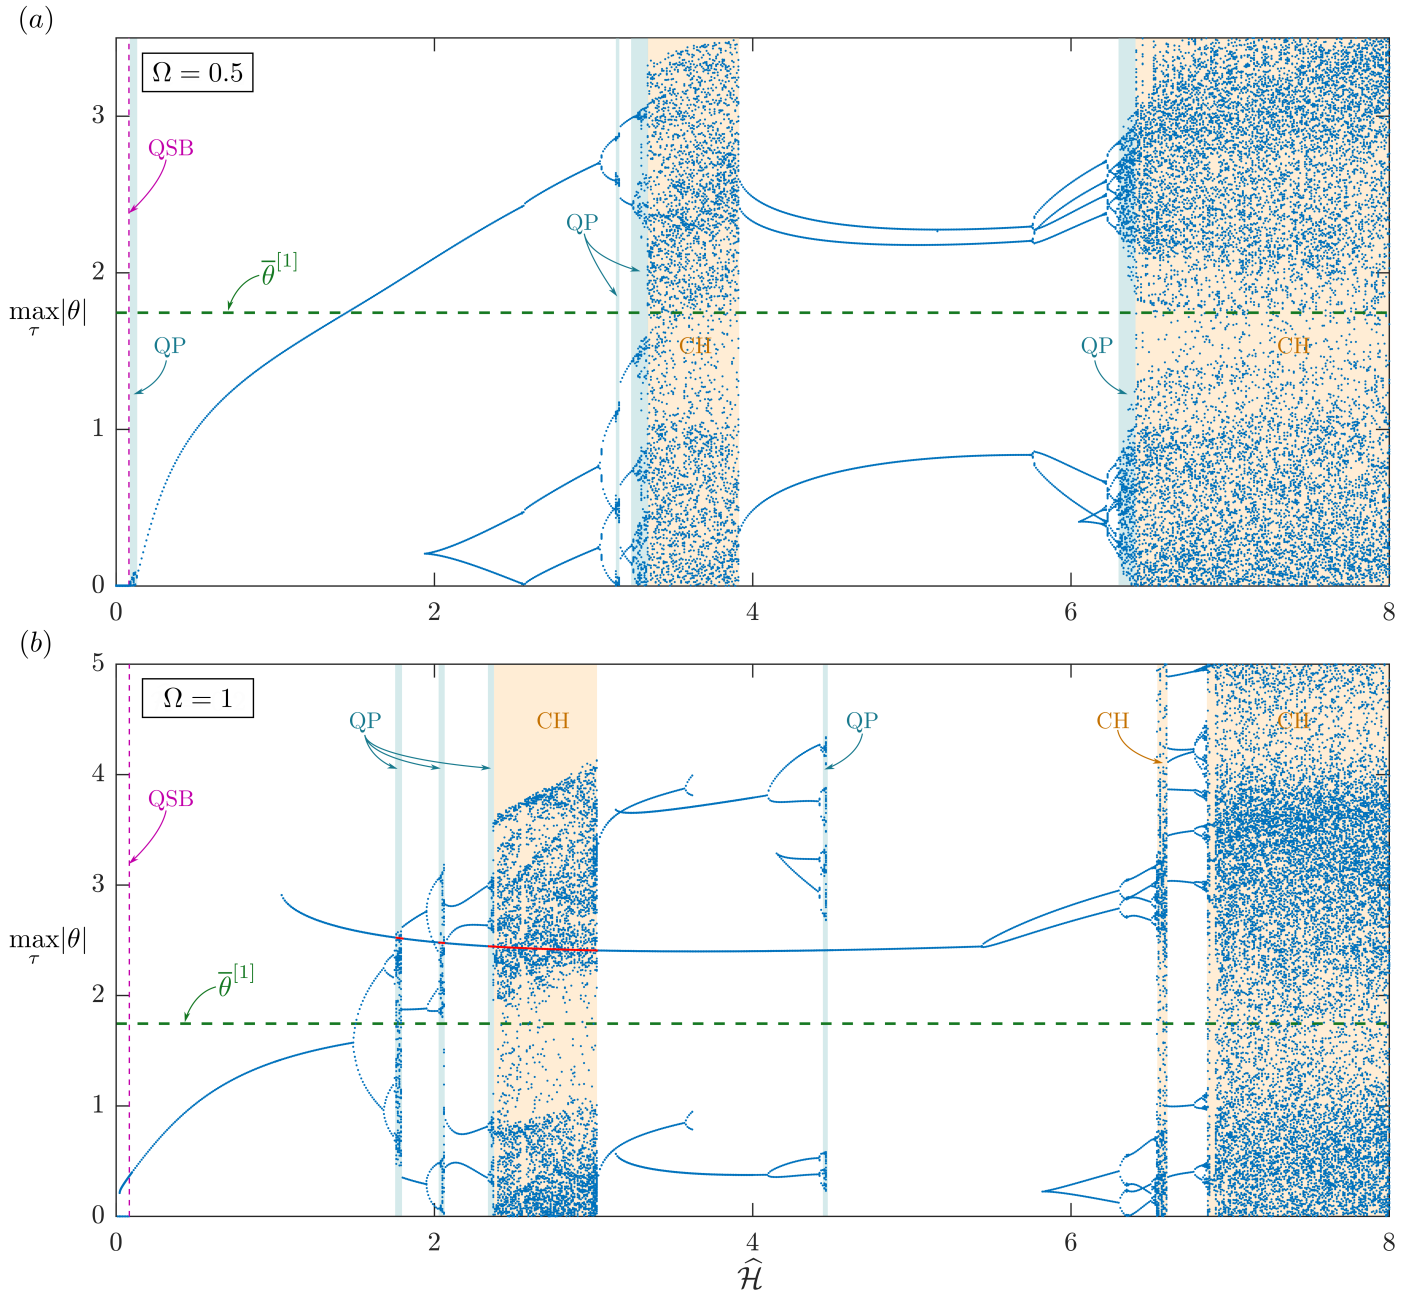 (a)
Ω = 0.5
3
QSB
QP
θ̄[1]
2
max|θ|
τ
QP
CH
QP
CH
1
0
0 2 4 6 8
(b)
5
Ω = 1
QP
CH
QP
CH
CH
4
QSB
3
max|θ|
τ
θ̄[1]
2
1
0
0 2 4 6 8
Ĥ